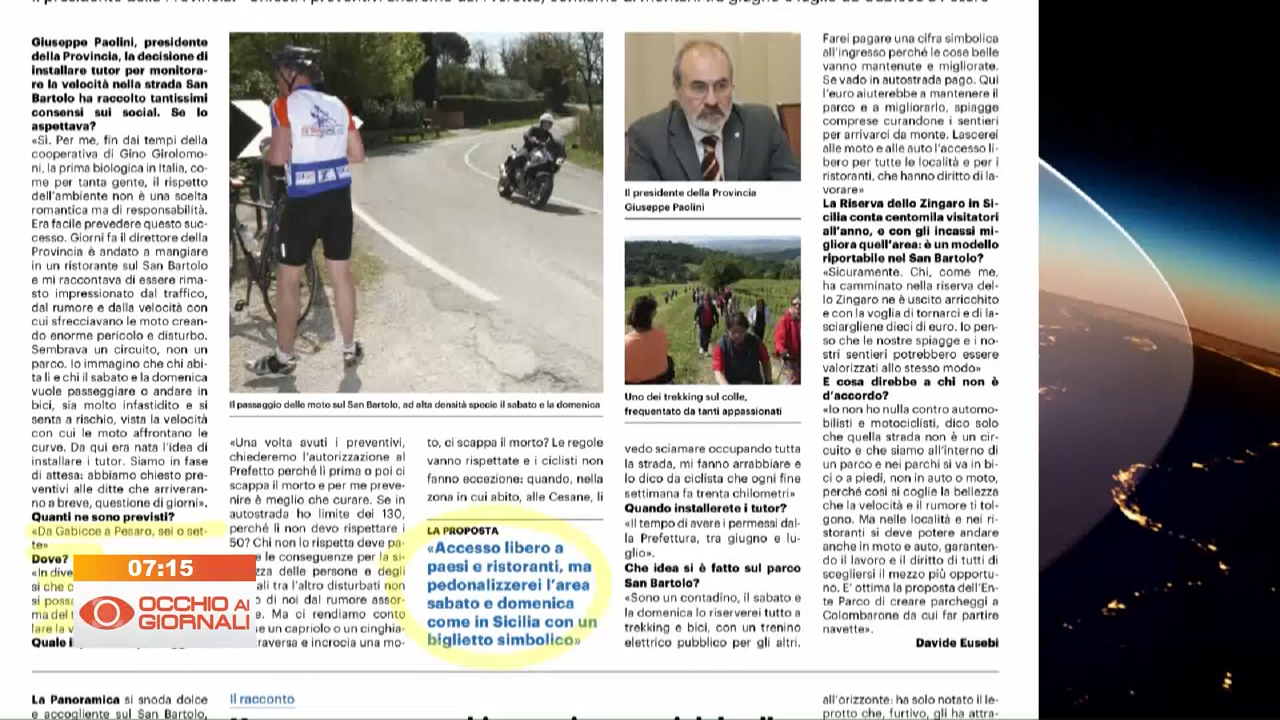 Giuseppe Paolini, presidente
della Provincia, la decisione di
installare tutor per monitora-
re la velocità nella strada San
Bartolo ha raccolto tantissimi
consensi sui social. Se lo
aspettava?
«Sì. Per me, fin dai tempi della
cooperativa di Gino Girolomo-
ni, la prima biologica in Italia, co-
me per tanta gente, il rispetto
dell'ambiente non è una scelta
romantica ma di responsabilità.
Era facile prevedere questo suc-
cesso. Giorni fa il direttore della
Provincia è andato a mangiare
in un ristorante sul San Bartolo
e mi raccontava di essere rima-
sto impressionato dal traffico,
dal rumore e dalla velocità con
cui sfrecciavano le moto crean-
do enorme pericolo e disturbo.
Sembrava un circuito, non un
parco. Io immagino che chi abi-
ta lì e chi il sabato e la domenica
vuole passeggiare o andare in
bici, sia molto infastidito e si
senta a rischio, vista la velocità
con cui le moto affrontano le
curve. Da qui era nata l'idea di
installare i tutor. Siamo in fase
di attesa: abbiamo chiesto pre-
ventivi alle ditte che arriveran-
no a breve, questione di giorni».
Quanti ne sono previsti?
«Da Gabicce a Pesaro, sei o set-
te»
Dove?
«In dive
si che c
si possa
ma del
lare la v
Quale i
07:15
OCCHIO AI
GIORNALI
Il passaggio delle moto sul San Bartolo, ad alta densità specie il sabato e la domenica
«Una volta avuti i preventivi,
chiederemo l'autorizzazione al
Prefetto perché lì prima o poi ci
scappa il morto e per me preve-
nire è meglio che curare. Se in
autostrada ho limite dei 130,
perché lì non devo rispettare i
50? Chi non lo rispetta deve pa-
e le conseguenze per la si-
zza delle persone e degli
ali tra l'altro disturbati non
o di noi dal rumore assor-
e. Ma ci rendiamo conto
se un capriolo o un cinghia-
traversa e incrocia una mo-
to, ci scappa il morto? Le regole
vanno rispettate e i ciclisti non
fanno eccezione: quando, nella
zona in cui abito, alle Cesane, li
LA PROPOSTA
«Accesso libero a
paesi e ristoranti, ma
pedonalizzerei l'area
sabato e domenica
come in Sicilia con un
biglietto simbolico»
Il presidente della Provincia
Giuseppe Paolini
Uno dei trekking sul colle,
frequentato da tanti appassionati
vedo sciamare occupando tutta
la strada, mi fanno arrabbiare e
lo dico da ciclista che ogni fine
settimana fa trenta chilometri»
Quando installerete i tutor?
«Il tempo di avere i permessi dal-
la Prefettura, tra giugno e lu-
glio».
Che idea si è fatto sul parco
San Bartolo?
«Sono un contadino, il sabato e
la domenica lo riserverei tutto a
trekking e bici, con un trenino
elettrico pubblico per gli altri.
Farei pagare una cifra simbolica
all'ingresso perché le cose belle
vanno mantenute e migliorate.
Se vado in autostrada pago. Qui
l'euro aiuterebbe a mantenere il
parco e a migliorarlo, spiagge
comprese curandone i sentieri
per arrivarci da monte. Lascerei
alle moto e alle auto l'accesso li-
bero per tutte le località e per i
ristoranti, che hanno diritto di la-
vorare»
La Riserva dello Zingaro in Si-
cilia conta centomila visitatori
all'anno, e con gli incassi mi-
gliora quell'area: è un modello
riportabile nel San Bartolo?
«Sicuramente. Chi, come me,
ha camminato nella riserva del-
lo Zingaro ne è uscito arricchito
e con la voglia di tornarci e di la-
sciargliene dieci di euro. Io pen-
so che le nostre spiagge e i no-
stri sentieri potrebbero essere
valorizzati allo stesso modo»
E cosa direbbe a chi non è
d'accordo?
«Io non ho nulla contro automo-
bilisti e motociclisti, dico solo
che quella strada non è un cir-
cuito e che siamo all'interno di
un parco e nei parchi si va in bi-
ci o a piedi, non in auto o moto,
perché così si coglie la bellezza
che la velocità e il rumore ti tol-
gono. Ma nelle località e nei ri-
storanti si deve poter andare
anche in moto e auto, garanten-
do il lavoro e il diritto di tutti di
scegliersi il mezzo più opportu-
no. E' ottima la proposta dell'En-
te Parco di creare parcheggi a
Colombarone da cui far partire
navette».
Davide Eusebi
La Panoramica si snoda dolce
e accogliente sul San Bartolo,
Il racconto
all'orizzonte: ha solo notato il le-
protto che, furtivo, gli ha attra-